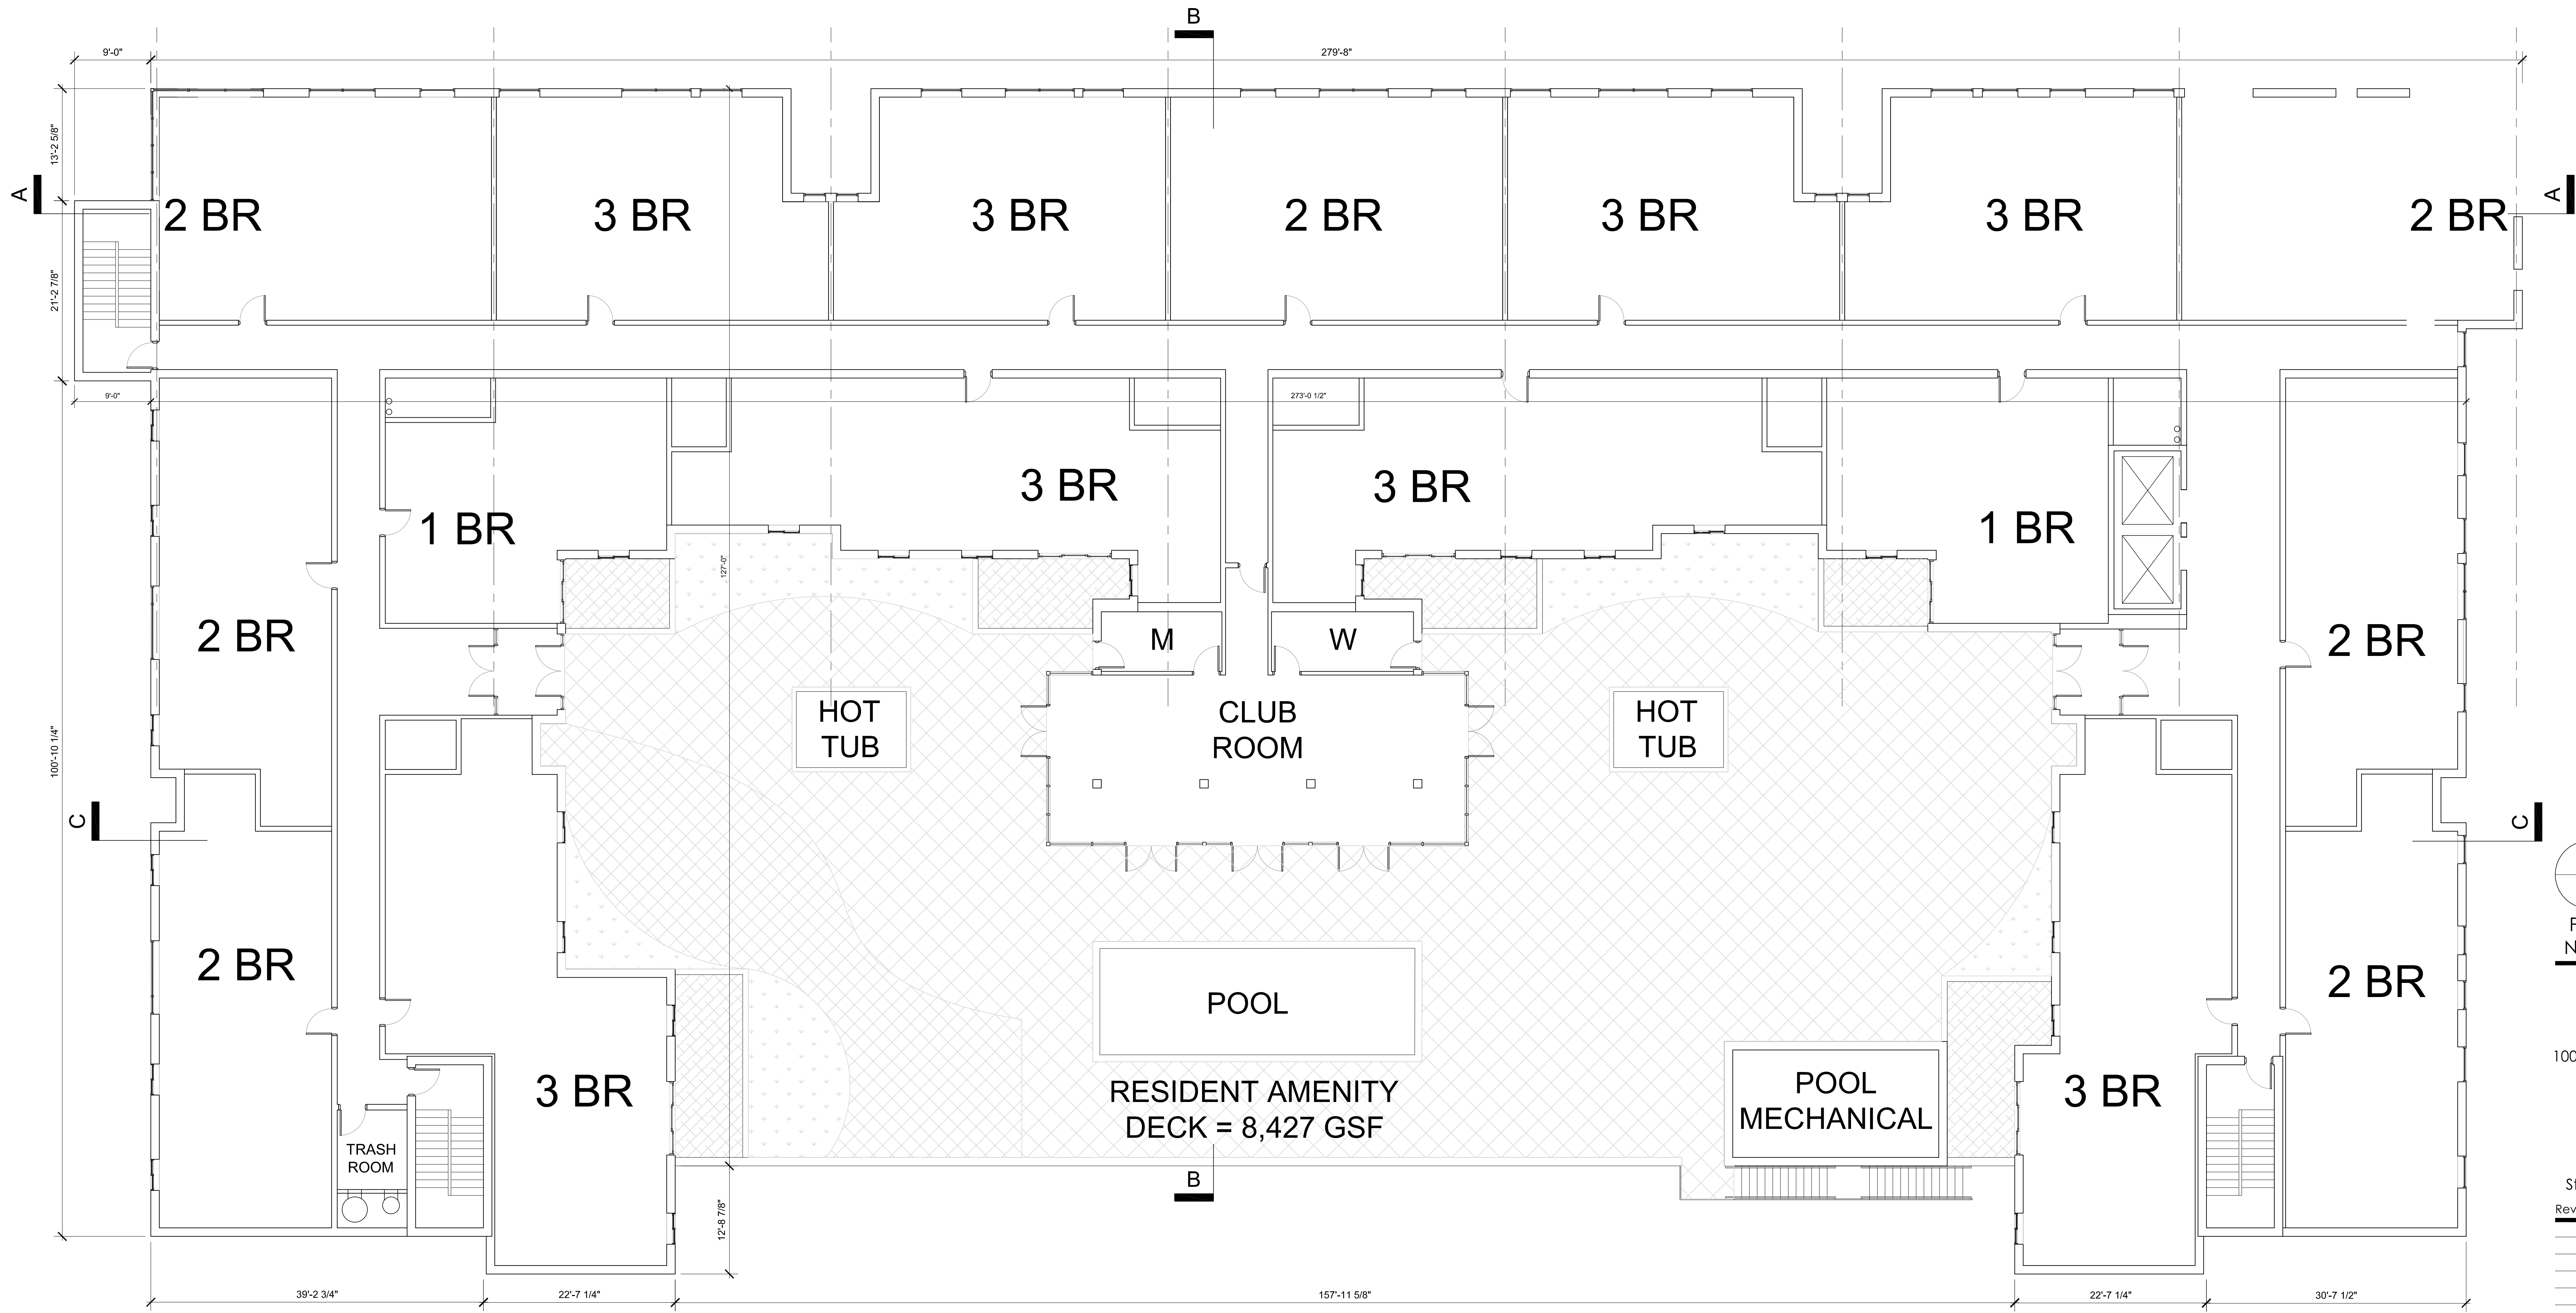 B
9'-0"
279'-8"
13'-2 5/8"
A
A
2 BR
3 BR
3 BR
2 BR
3 BR
3 BR
2 BR
21'-2 7/8"
9'-0"
273'-0 1/2"
3 BR
3 BR
1 BR
1 BR
127'-0"
2 BR
M
W
2 BR
HOT
TUB
CLUB
ROOM
HOT
TUB
100'-10 1/4"
C
C
2 BR
POOL
2 BR
3 BR
RESIDENT AMENITY
DECK = 8,427 GSF
POOL
MECHANICAL
3 BR
TRASH
ROOM
B
12'-8 7/8"
39'-2 3/4"
22'-7 1/4"
157'-11 5/8"
22'-7 1/4"
30'-7 1/2"
100
Rev